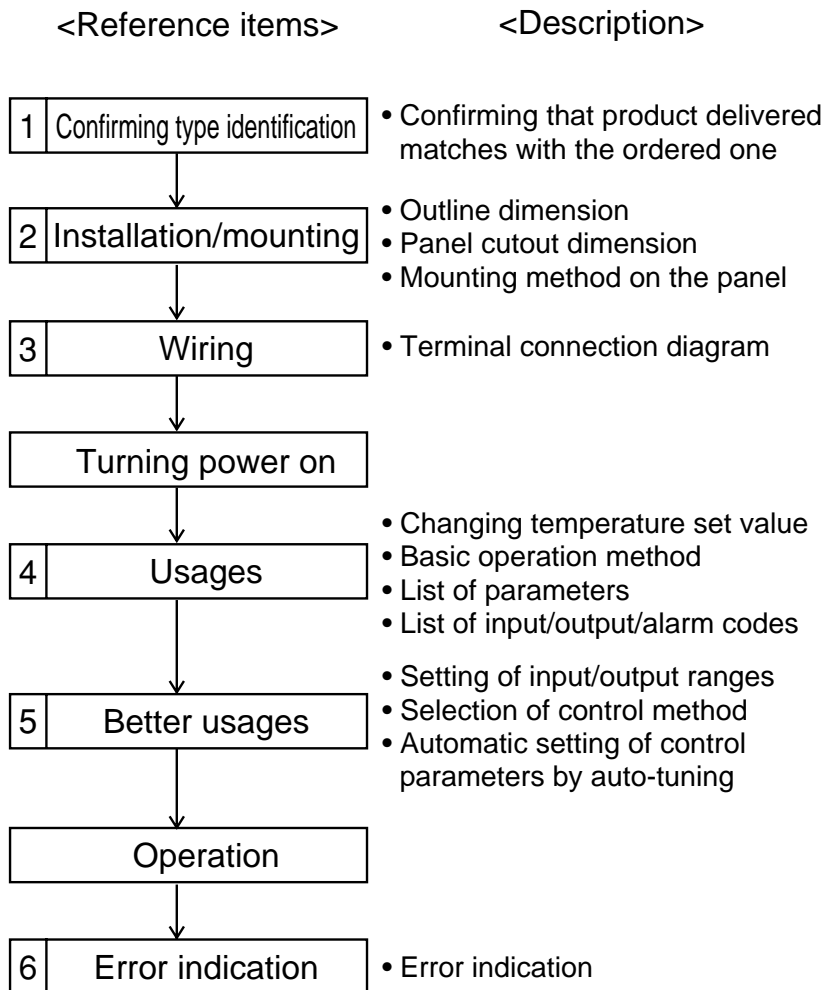 <Reference items> <Description>
1 Confirming type identification
• Confirming that product delivered
matches with the ordered one
2 Installation/mounting
• Outline dimension
• Panel cutout dimension
• Mounting method on the panel
3 Wiring
• Terminal connection diagram
Turning power on
4 Usages
• Changing temperature set value
• Basic operation method
• List of parameters
• List of input/output/alarm codes
5 Better usages
• Setting of input/output ranges
• Selection of control method
• Automatic setting of control
parameters by auto-tuning
Operation
6 Error indication
• Error indication